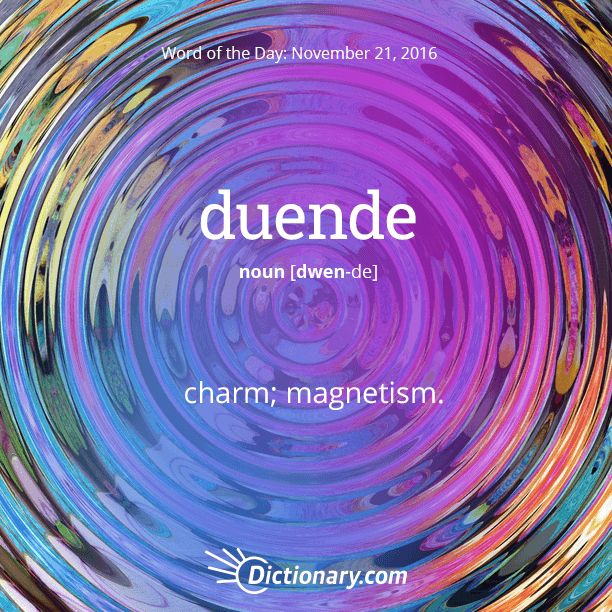 Word of the Day: November 21, 2016
duende
noun [dwen-de]
charm; magnetism.
Dictionary.com